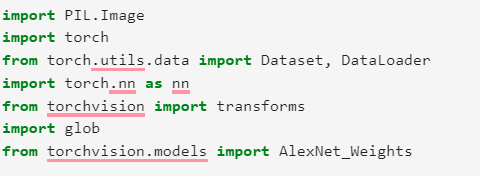 import PIL.Image
import torch
from torch.utils.data import Dataset, DataLoader
import torch.nn as nn
from torchvision import transforms
import glob
from torchvision.models import AlexNet_Weights